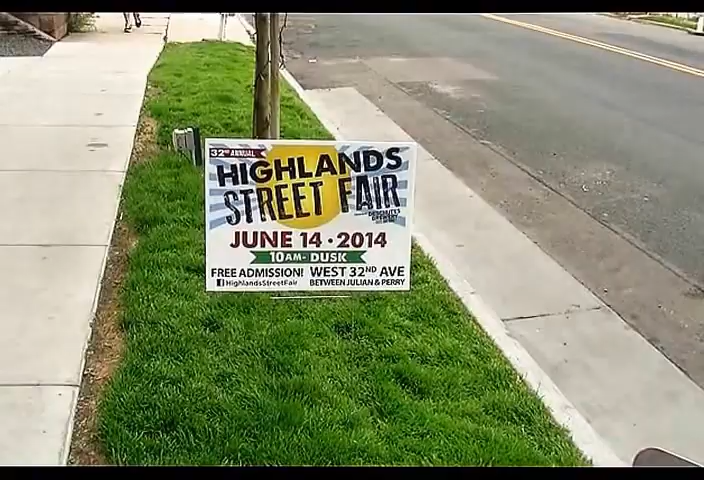 32ND ANNUAL
HIGHLANDS
STREET FAIR
JUNE 14 · 2014
10AM - DUSK
FREE ADMISSION! WEST 32ND AVE
HighlandsStreetFair BETWEEN JULIAN & PERRY